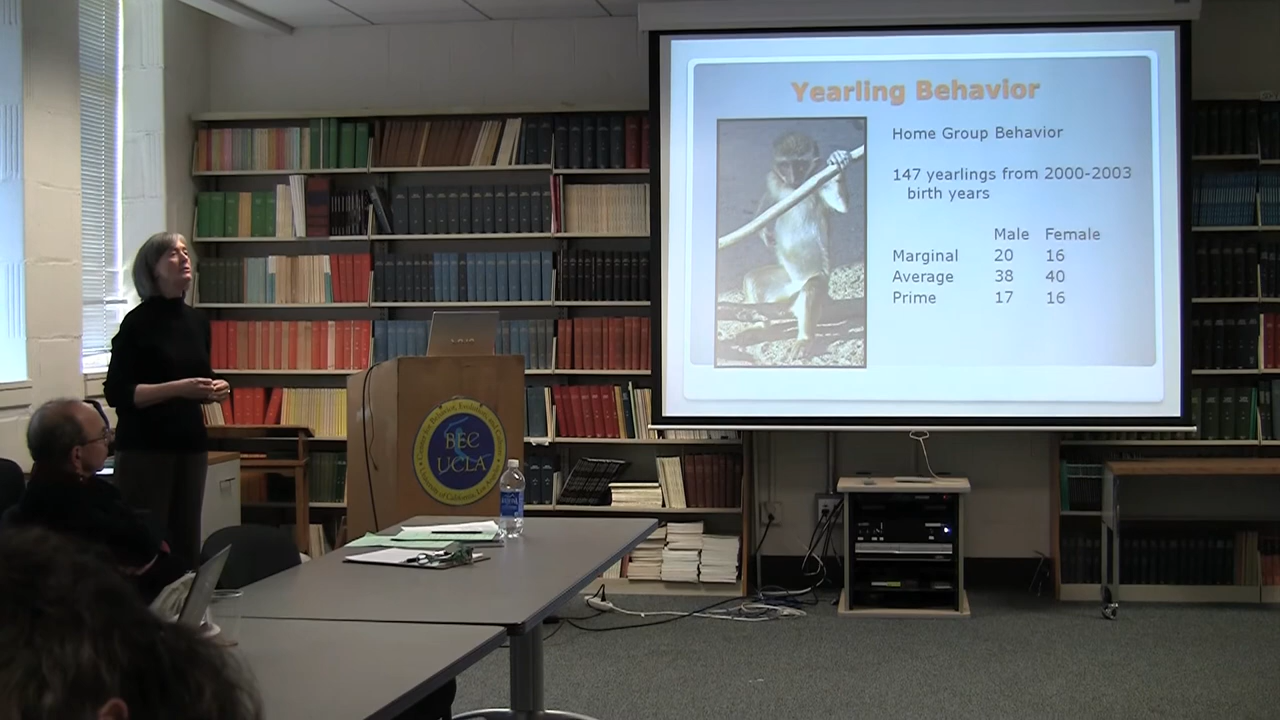 Yearling Behavior
Home Group Behavior
147 yearlings from 2000-2003
birth years
Male Female
Marginal 20 16
Average 38 40
Prime 17 16
BEC
UCLA